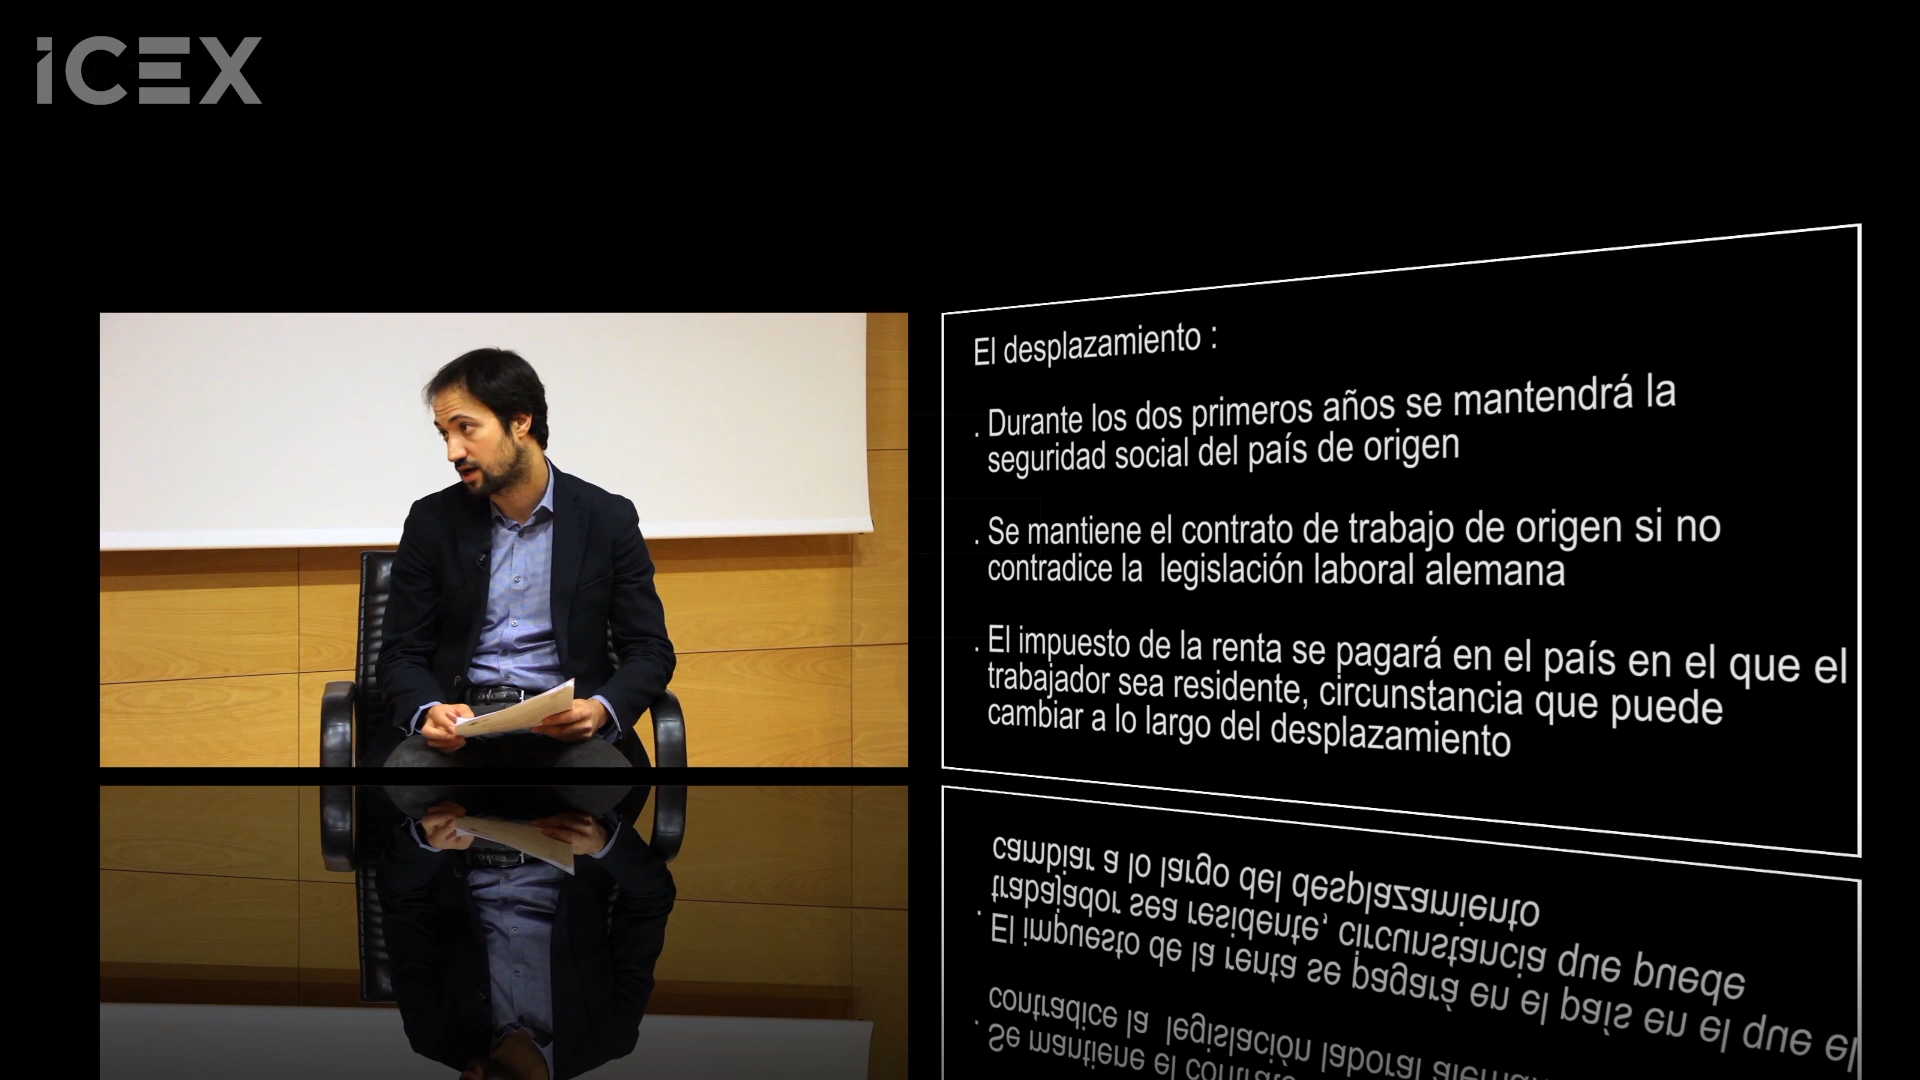 iCEX
El desplazamiento :
. Durante los dos primeros años se mantendrá la
seguridad social del país de origen
. Se mantiene el contrato de trabajo de origen si no
contradice la legislación laboral alemana
. El impuesto de la renta se pagará en el país en el que el
trabajador sea residente, circunstancia que puede
cambiar a lo largo del desplazamiento